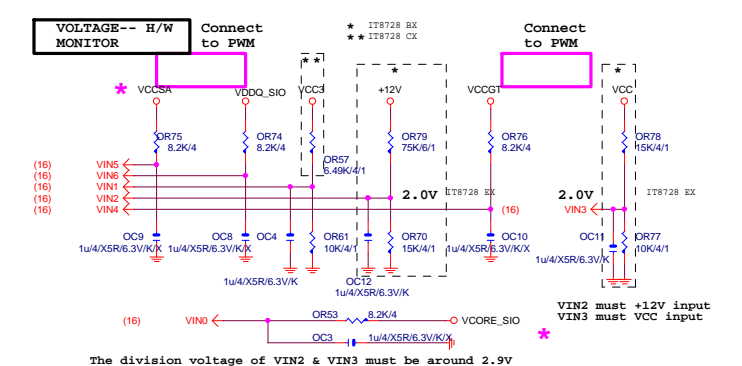 VOLTAGE-- H/W
MONITOR
Connect
to PWM
* IT8728 BX
** IT8728 CX
Connect
to PWM
* VCCSA
VDDQ_SIO
** VCC3
* +12V
VCCGT
* VCC
OR75
8.2K/4
OR74
8.2K/4
OR57
6.49K/4/1
OR79
75K/6/1
OR76
8.2K/4
OR78
15K/4/1
(16) VIN5
(16) VIN6
(16) VIN1
(16) VIN2
(16) VIN4
2.0V IT8728 EX
(16)
2.0V IT8728 EX
VIN3
OC9
1u/4/X5R/6.3V/K/X
OC8
1u/4/X5R/6.3V/K/X
OC4
1u/4/X5R/6.3V/K
OR61
10K/4/1
OC12
1u/4/X5R/6.3V/K
OR70
15K/4/1
OC10
1u/4/X5R/6.3V/K/X
OC11
1u/4/X5R/6.3V/K
OR77
10K/4/1
VIN2 must +12V input
VIN3 must VCC input
*
(16) VIN0
OR53
8.2K/4
VCORE_SIO
OC3
1u/4/X5R/6.3V/K/X
The division voltage of VIN2 & VIN3 must be around 2.9V